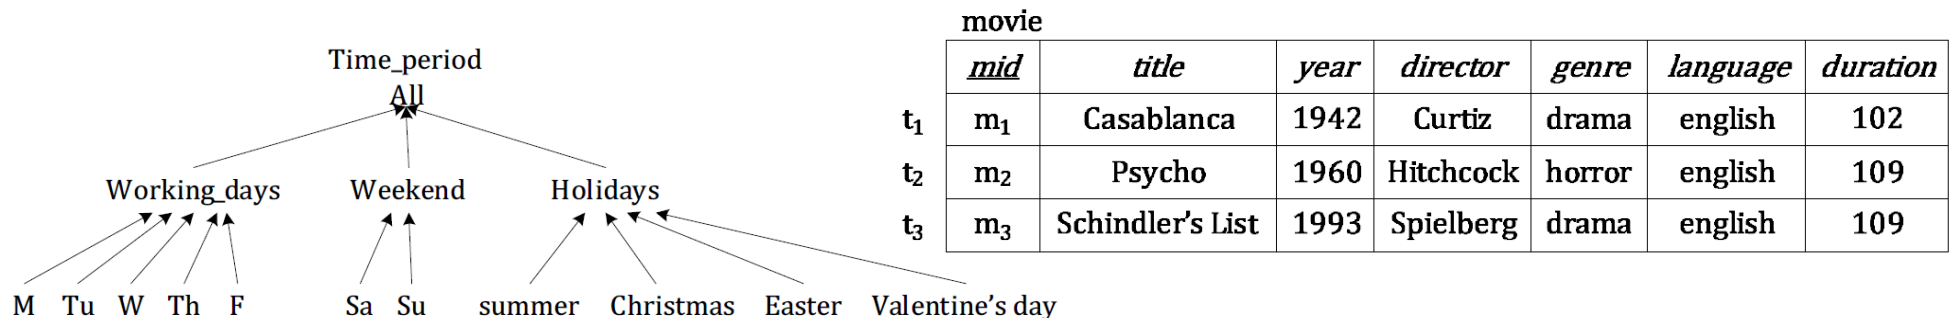 Time_period
All
Working_days Weekend Holidays
M Tu W Th F Sa Su summer Christmas Easter Valentine's day
movie
mid title year director genre language duration
t₁ m₁ Casablanca 1942 Curtiz drama english 102
t₂ m₂ Psycho 1960 Hitchcock horror english 109
t₃ m₃ Schindler's List 1993 Spielberg drama english 109